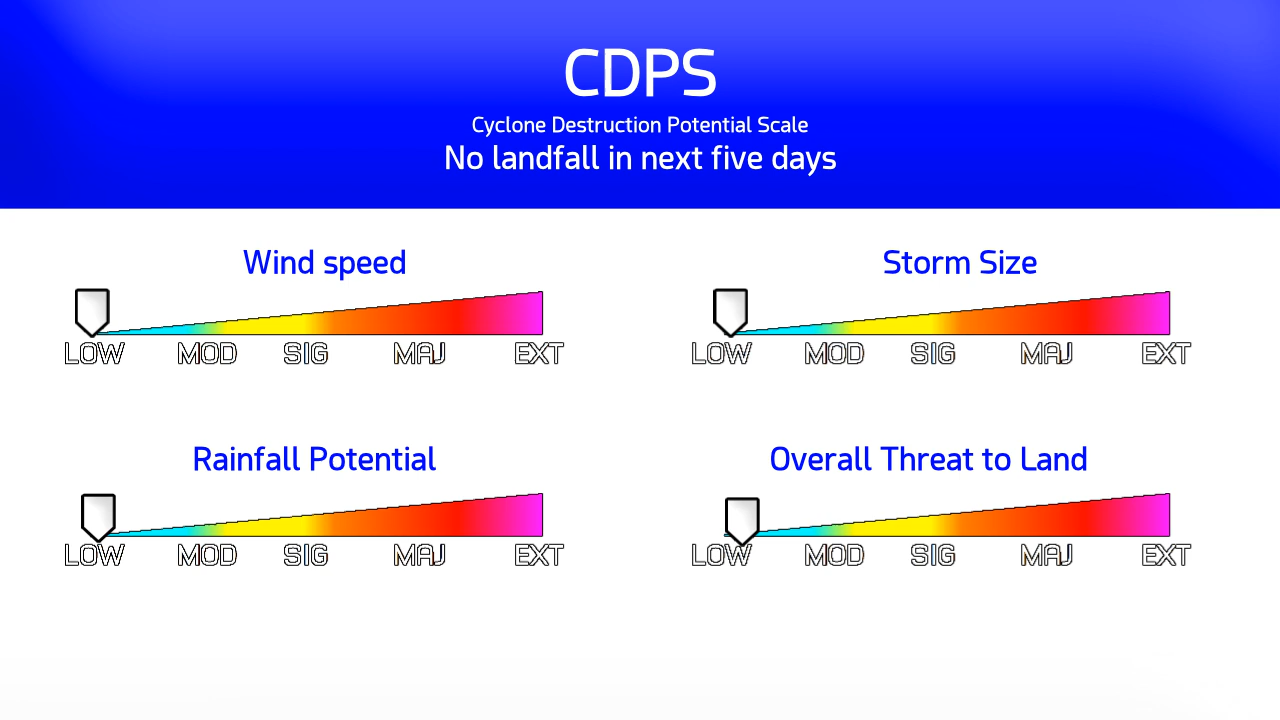 CDPS
Cyclone Destruction Potential Scale
No landfall in next five days
Wind speed
LOW MOD SIG MAJ EXT
Storm Size
LOW MOD SIG MAJ EXT
Rainfall Potential
LOW MOD SIG MAJ EXT
Overall Threat to Land
LOW MOD SIG MAJ EXT